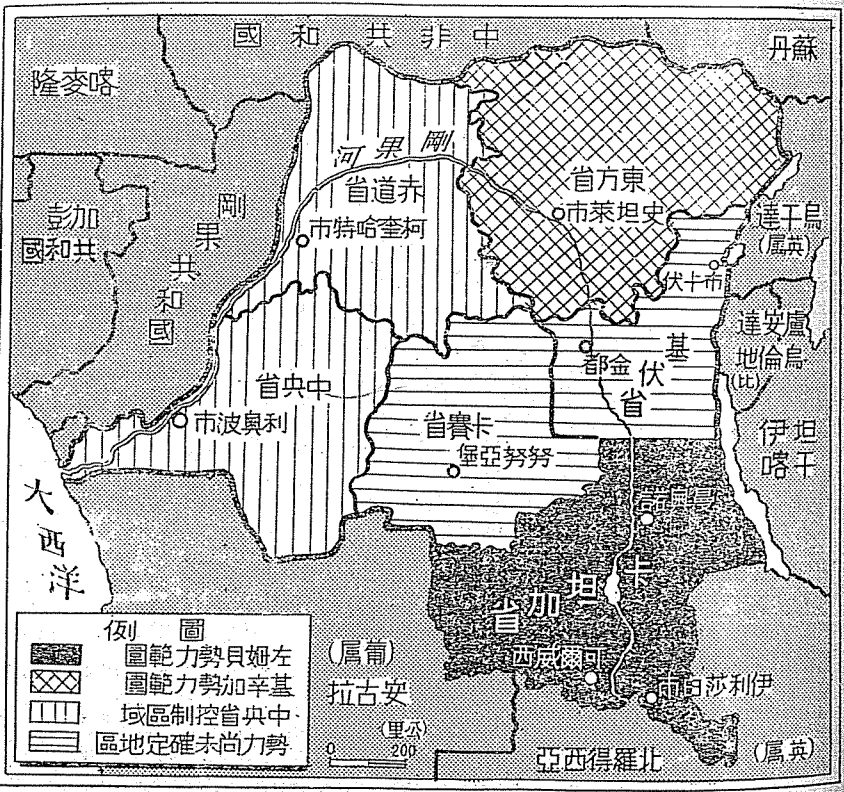 中非共和國
蘇丹
喀麥隆
剛果河
東方省
赤道省
史坦萊市
柯奎哈特市
加彭
共和國
剛果共和國
烏干達
(英屬)
布卡伏
盧安達
烏倫地
(比)
基伏省
金都
中央省
利奧波市
卡賽省
努努亞堡
坦干
伊喀
大西洋
卡坦加省
可爾威西
伊利莎白市
(葡屬)
安古拉
北羅得西亞
(英屬)
圖例
左姆貝勢力範圍
基辛加勢力範圍
中央省控制區域
勢力尚未確定地區
(公里)
0 200